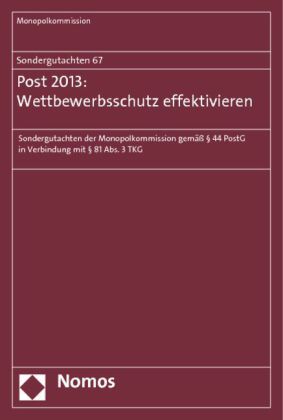 Monopolkommission
Sondergutachten 67
Post 2013:
Wettbewerbsschutz effektivieren
Sondergutachten der Monopolkommission gemäß § 44 PostG
in Verbindung mit § 81 Abs. 3 TKG
Nomos